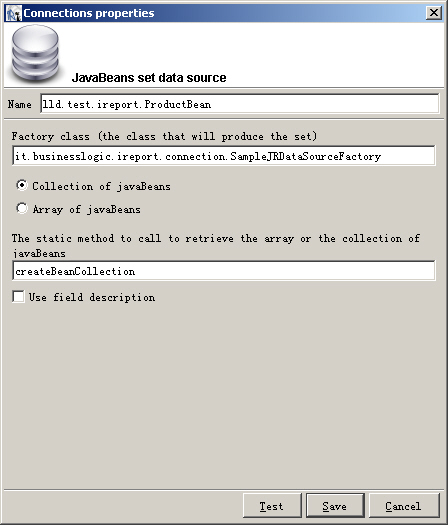 Connections properties
JavaBeans set data source
Name lld.test.ireport.ProductBean
Factory class (the class that will produce the set)
it.businesslogic.ireport.connection.SampleJRDataSourceFactory
Collection of javaBeans
Array of javaBeans
The static method to call to retrieve the array or the collection of
javaBeans
createBeanCollection
Use field description
Test Save Cancel